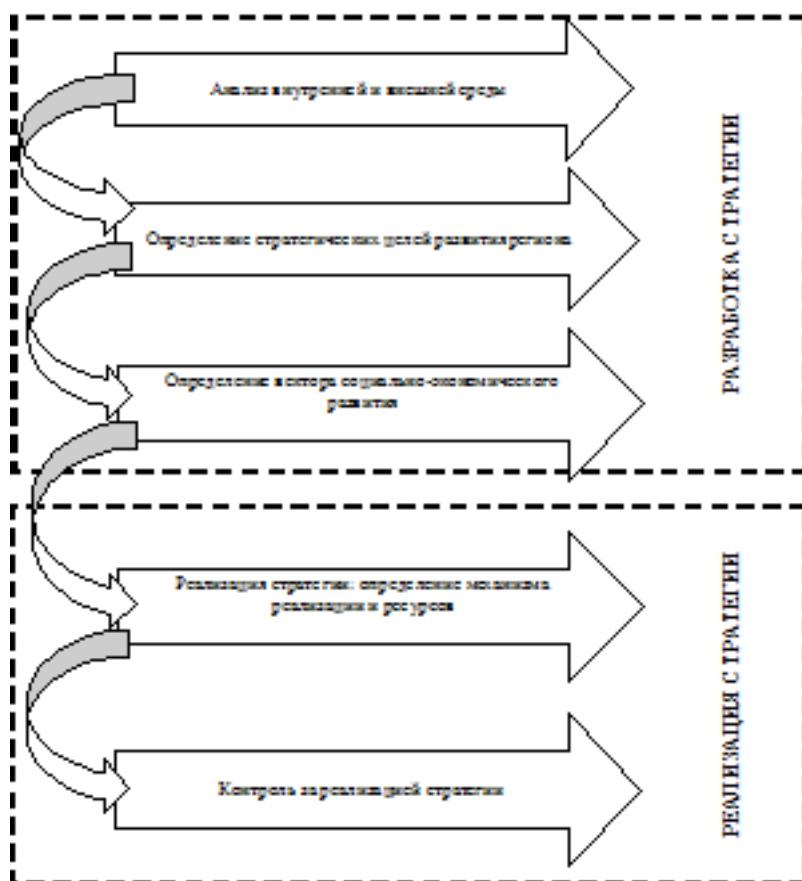 Анализ внутренней и внешней среды
Определение стратегических целей развития региона
Определение вектора социально-экономического
развития
РАЗРАБОТКА СТРАТЕГИИ
Реализация стратегии: определение механизма
реализации и ресурсов
Контроль за реализацией стратегии
РЕАЛИЗАЦИЯ СТРАТЕГИИ